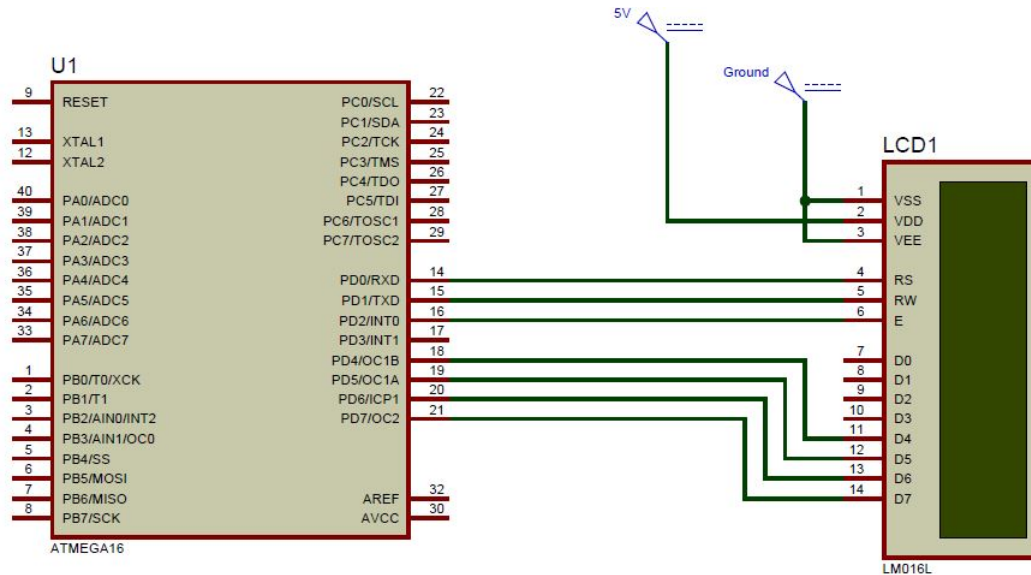 5V
Ground
U1
9 RESET
13 XTAL1
12 XTAL2
40 PA0/ADC0
39 PA1/ADC1
38 PA2/ADC2
37 PA3/ADC3
36 PA4/ADC4
35 PA5/ADC5
34 PA6/ADC6
33 PA7/ADC7
1 PB0/T0/XCK
2 PB1/T1
3 PB2/AIN0/INT2
4 PB3/AIN1/OC0
5 PB4/SS
6 PB5/MOSI
7 PB6/MISO
8 PB7/SCK
PC0/SCL 22
PC1/SDA 23
PC2/TCK 24
PC3/TMS 25
PC4/TDO 26
PC5/TDI 27
PC6/TOSC1 28
PC7/TOSC2 29
PD0/RXD 14
PD1/TXD 15
PD2/INT0 16
PD3/INT1 17
PD4/OC1B 18
PD5/OC1A 19
PD6/ICP1 20
PD7/OC2 21
AREF 32
AVCC 30
ATMEGA16
LCD1
1 VSS
2 VDD
3 VEE
4 RS
5 RW
6 E
7 D0
8 D1
9 D2
10 D3
11 D4
12 D5
13 D6
14 D7
LM016L